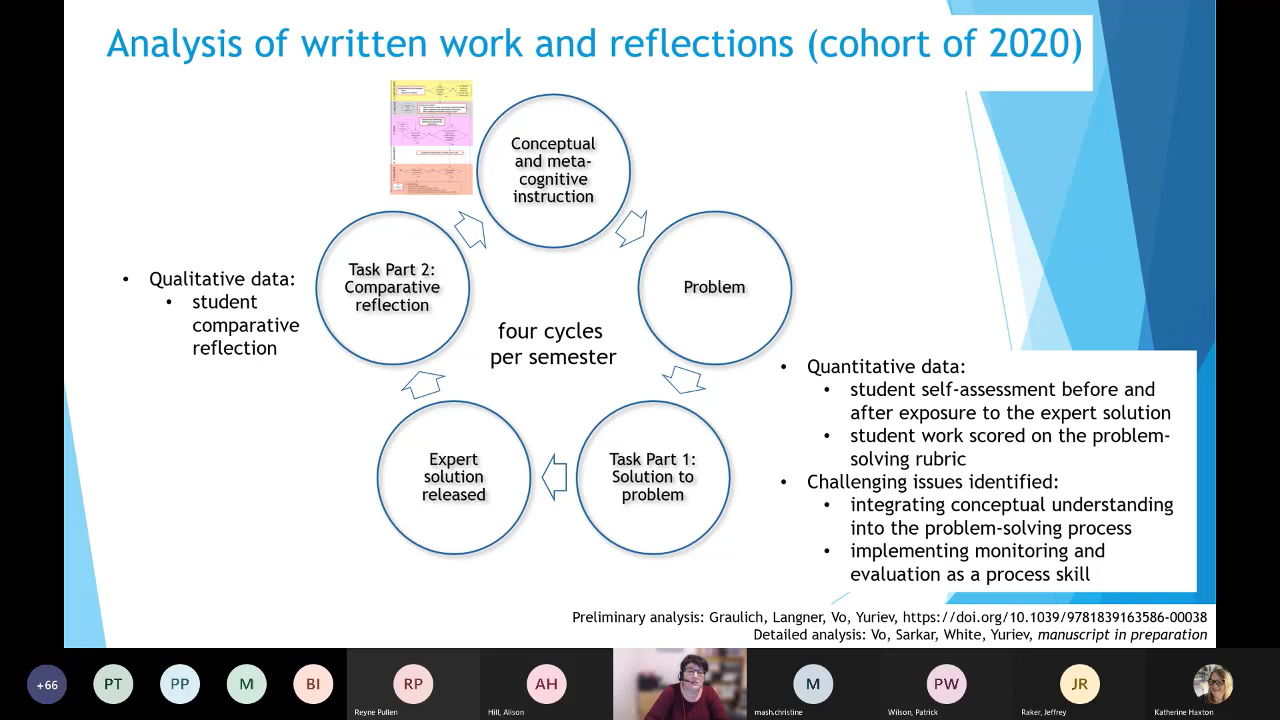 Analysis of written work and reflections (cohort of 2020)
Conceptual
and meta-
cognitive
instruction
Problem
Task Part 1:
Solution to
problem
Expert
solution
released
Task Part 2:
Comparative
reflection
four cycles
per semester
• Qualitative data:
• student
comparative
reflection
• Quantitative data:
• student self-assessment before and
after exposure to the expert solution
• student work scored on the problem-
solving rubric
• Challenging issues identified:
• integrating conceptual understanding
into the problem-solving process
• implementing monitoring and
evaluation as a process skill
Preliminary analysis: Graulich, Langner, Vo, Yuriev, https://doi.org/10.1039/9781839163586-00038
Detailed analysis: Vo, Sarkar, White, Yuriev, manuscript in preparation
+66
PT
PP
M
BI
RP
Reyne Pullen
AH
Hill, Alison
M
mash.christine
PW
Wilson, Patrick
JR
Raker, Jeffrey
Katherine Haxton